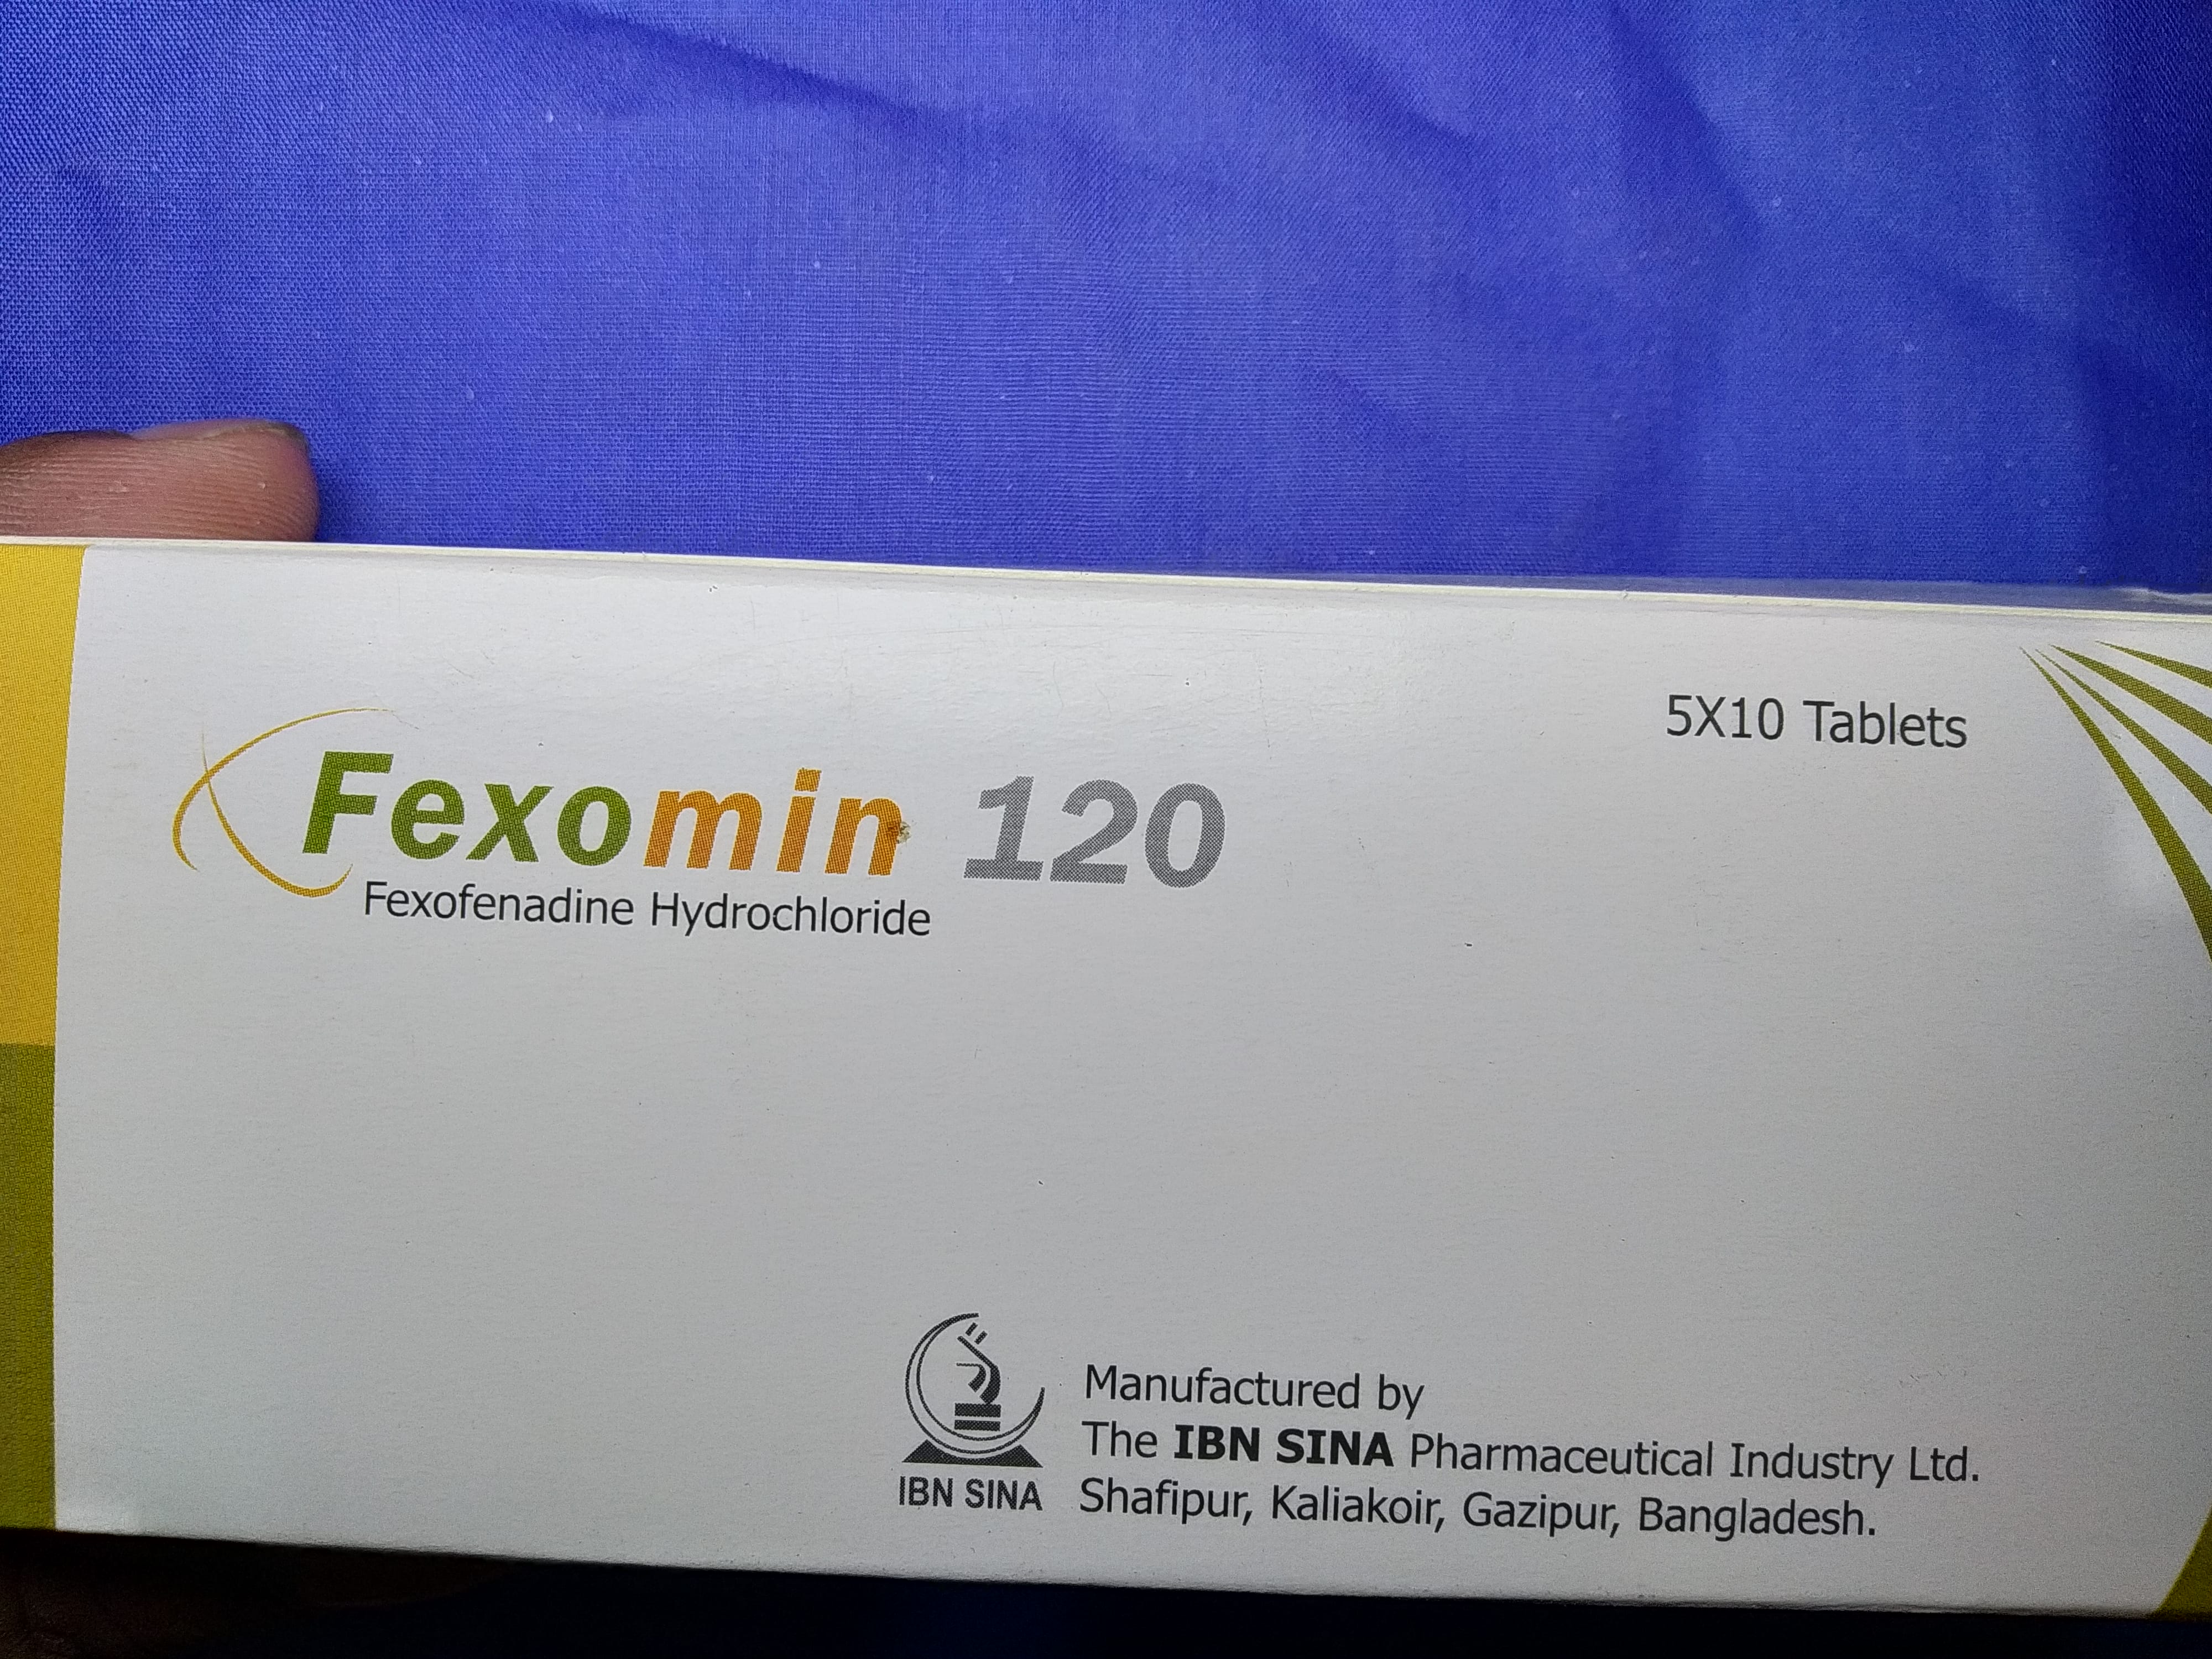 5X10 Tablets
Fexomin 120
Fexofenadine Hydrochloride
IBN SINA
Manufactured by
The IBN SINA Pharmaceutical Industry Ltd.
Shafipur, Kaliakoir, Gazipur, Bangladesh.